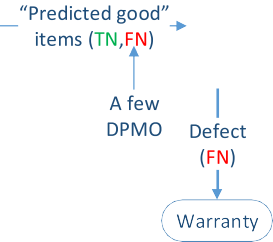 “Predicted good”
items (TN,FN)
A few
DPMO
Defect
(FN)
Warranty